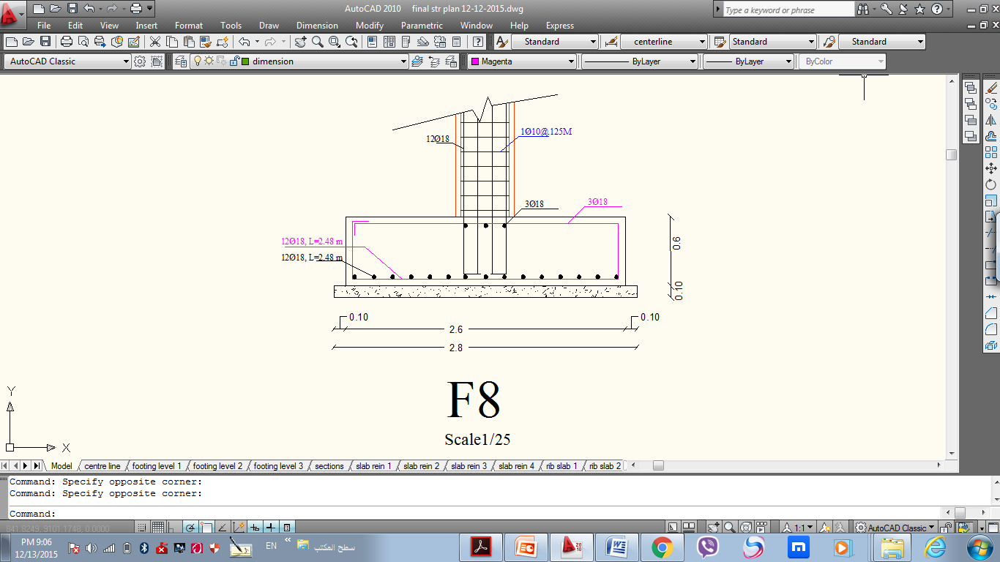 AutoCAD 2010 final str plan 12-12-2015.dwg
Type a keyword or phrase
File Edit View Insert Format Tools Draw Dimension Modify Parametric Window Help Express
Standard centerline Standard Standard
AutoCAD Classic dimension Magenta ByLayer ByLayer ByColor
12Ø18
1Ø10@.125M
3Ø18
3Ø18
12Ø18, L=2.48 m
12Ø18, L=2.48 m
0.6
0.10
0.10
0.10
2.6
2.8
F8
Scale1/25
Y
X
Model centre line footing level 1 footing level 2 footing level 3 sections slab rein 1 slab rein 2 slab rein 3 slab rein 4 rib slab 1 rib slab 2
Command: Specify opposite corner:
Command: Specify opposite corner:
Command:
841.8249, 9101.1748, 0.0000
1:1 AutoCAD Classic
PM 9:06
12/13/2015
EN
سطح المكتب